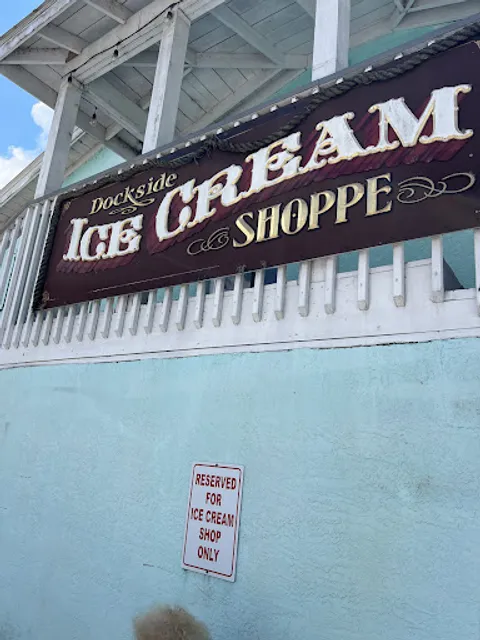 Dockside
ICE CREAM
SHOPPE
RESERVED
FOR
ICE CREAM
SHOP
ONLY